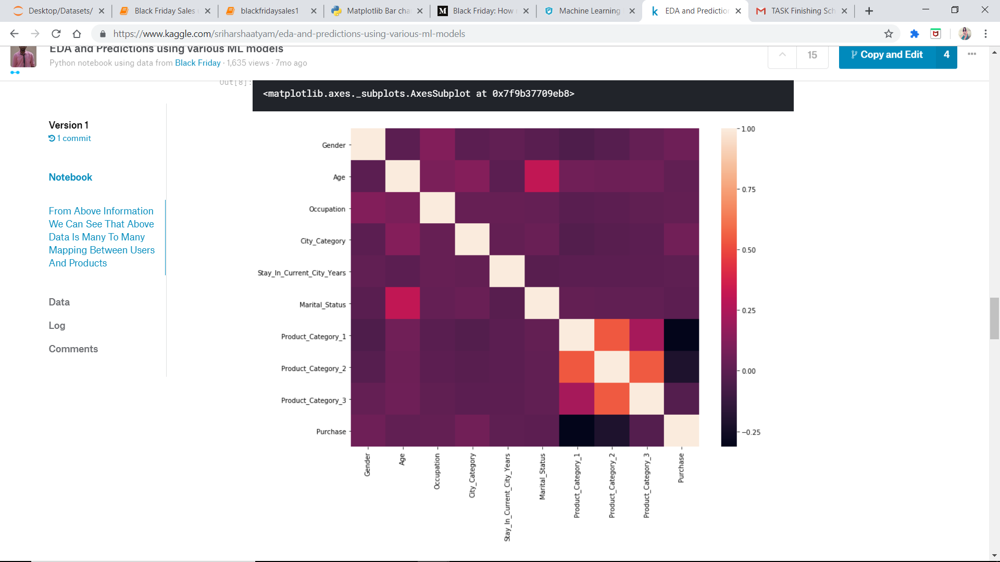 Desktop/Datasets/
Black Friday Sales
blackfridaysales1
Matplotlib Bar cha
Black Friday: How
Machine Learning
EDA and Prediction
TASK Finishing Sch
https://www.kaggle.com/sriharshaatyam/eda-and-predictions-using-various-ml-models
EDA and Predictions using various ML models
Python notebook using data from Black Friday · 1,635 views · 7mo ago
15
Copy and Edit 4
Out[8]:
<matplotlib.axes._subplots.AxesSubplot at 0x7f9b37709eb8>
Version 1
1 commit
Notebook
From Above Information
We Can See That Above
Data Is Many To Many
Mapping Between Users
And Products
Data
Log
Comments
Gender
Age
Occupation
City_Category
Stay_In_Current_City_Years
Marital_Status
Product_Category_1
Product_Category_2
Product_Category_3
Purchase
Gender
Age
Occupation
City_Category
Stay_In_Current_City_Years
Marital_Status
Product_Category_1
Product_Category_2
Product_Category_3
Purchase
1.00
0.75
0.50
0.25
0.00
−0.25